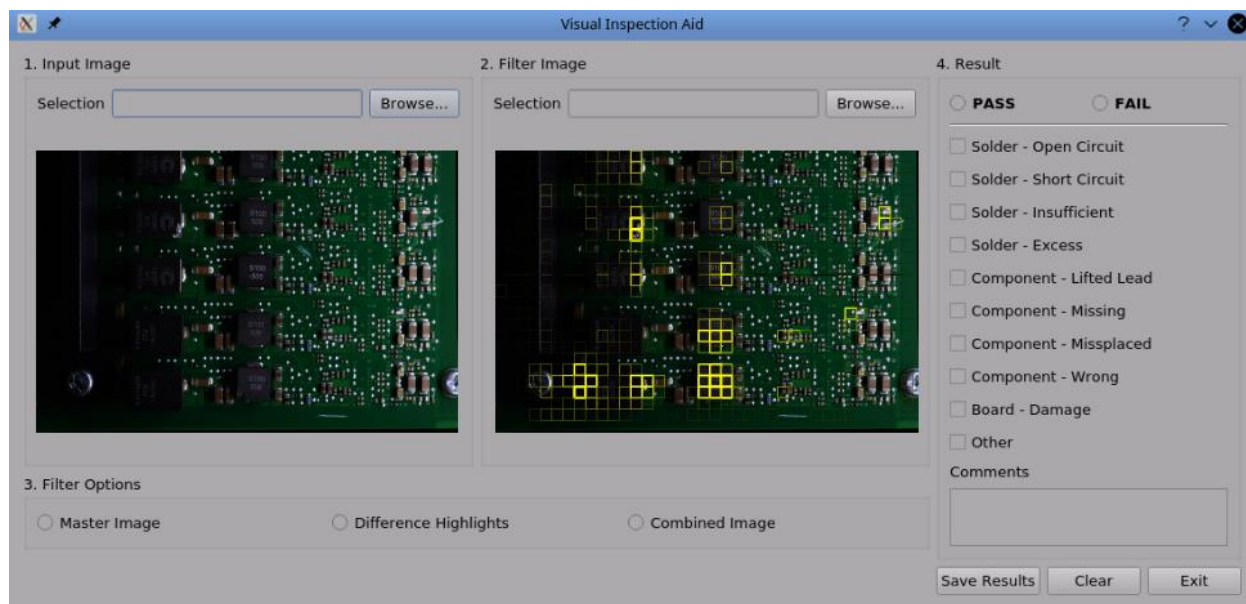 Visual Inspection Aid
1. Input Image
Selection
Browse...
2. Filter Image
Selection
Browse...
3. Filter Options
Master Image
Difference Highlights
Combined Image
4. Result
PASS
FAIL
Solder - Open Circuit
Solder - Short Circuit
Solder - Insufficient
Solder - Excess
Component - Lifted Lead
Component - Missing
Component - Missplaced
Component - Wrong
Board - Damage
Other
Comments
Save Results
Clear
Exit